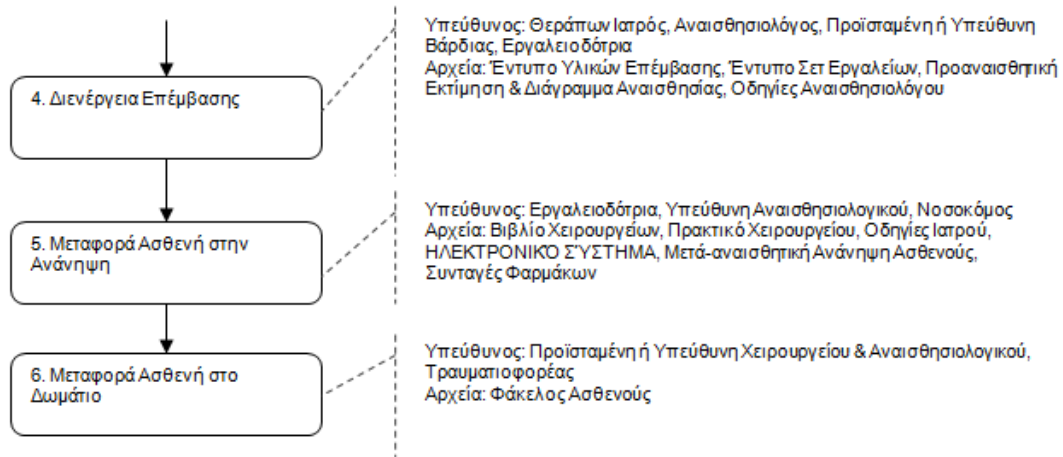 Υπεύθυνος: Θεράπων Ιατρός, Αναισθησιολόγος, Προϊσταμένη ή Υπεύθυνη
Βάρδιας, Εργαλειοδότρια
Αρχεία: Έντυπο Υλικών Επέμβασης, Έντυπο Σετ Εργαλείων, Προαναισθητική
Εκτίμηση & Διάγραμμα Αναισθησίας, Οδηγίες Αναισθησιολόγου
4. Διενέργεια Επέμβασης
Υπεύθυνος: Εργαλειοδότρια, Υπεύθυνη Αναισθησιολογικού, Νοσοκόμος
Αρχεία: Βιβλίο Χειρουργείων, Πρακτικό Χειρουργείου, Οδηγίες Ιατρού,
ΗΛΕΚΤΡΟΝΙΚΌ ΣΎΣΤΗΜΑ, Μετά-αναισθητική Ανάνηψη Ασθενούς,
Συνταγές Φαρμάκων
5. Μεταφορά Ασθενή στην
Ανάνηψη
Υπεύθυνος: Προϊσταμένη ή Υπεύθυνη Χειρουργείου & Αναισθησιολογικού,
Τραυματιοφορέας
Αρχεία: Φάκελος Ασθενούς
6. Μεταφορά Ασθενή στο
Δωμάτιο